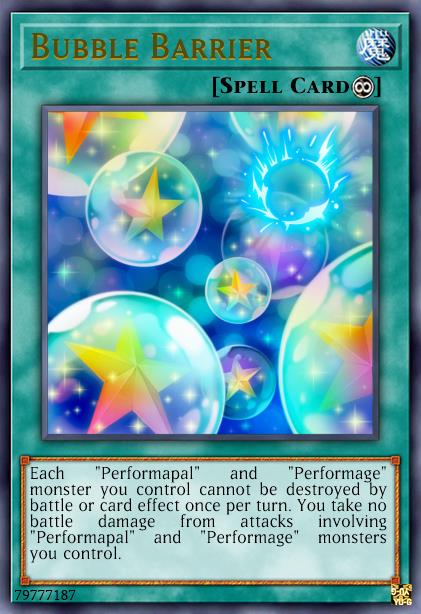 Bubble Barrier
魔
[Spell Card]
Each "Performapal" and "Performage"
monster you control cannot be destroyed by
battle or card effect once per turn. You take no
battle damage from attacks involving
"Performapal" and "Performage" monsters
you control.
79777187